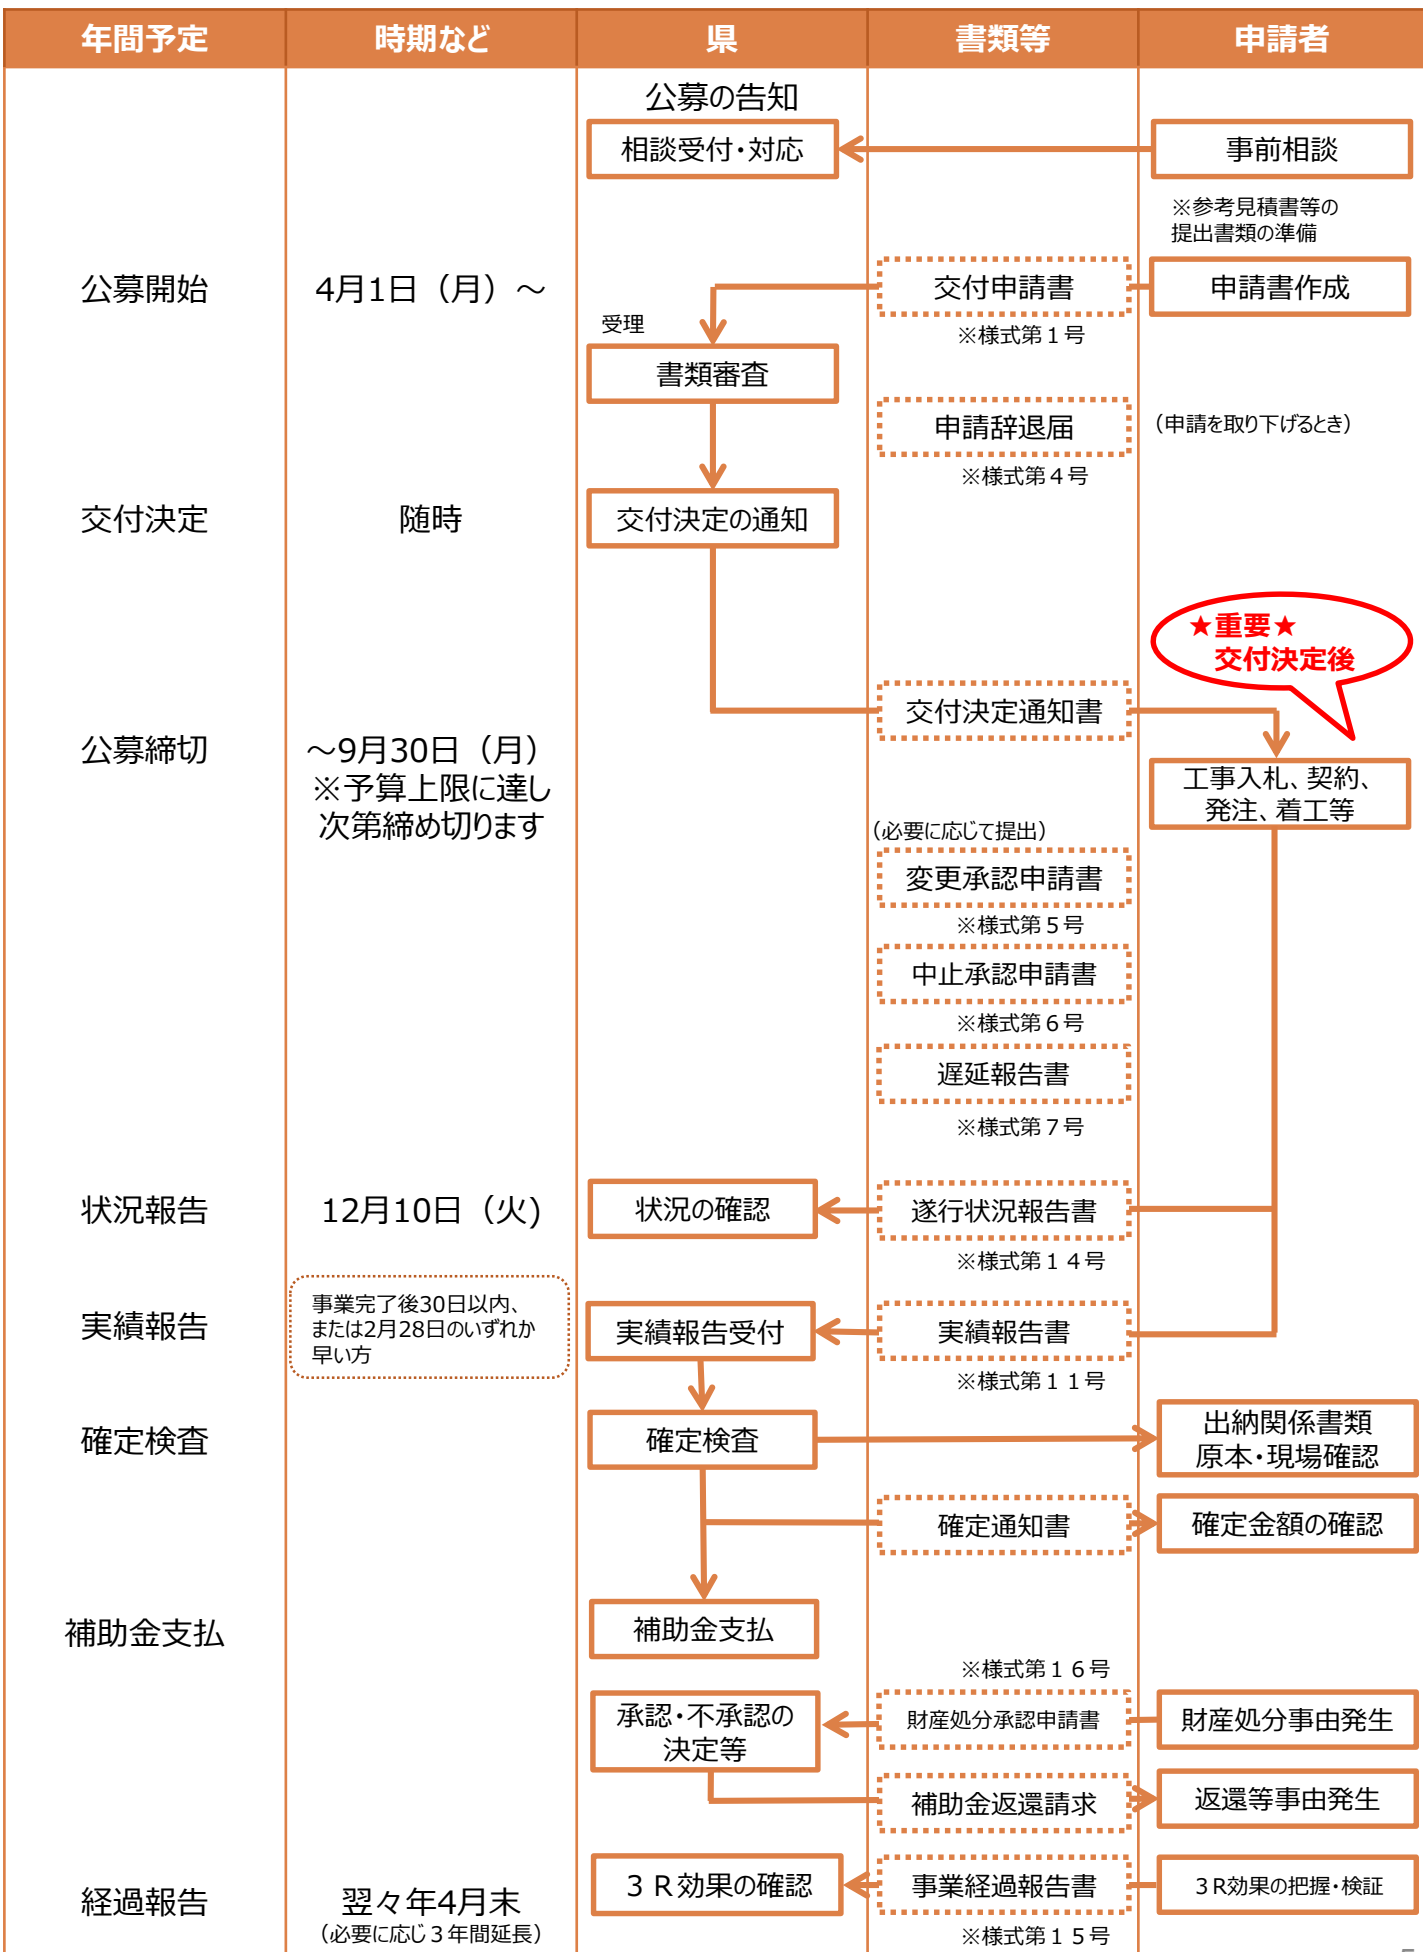 年間予定
時期など
県
書類等
申請者
公募の告知
相談受付・対応
事前相談
※参考見積書等の
提出書類の準備
公募開始
4月1日（月）～
交付申請書
申請書作成
※様式第１号
受理
書類審査
申請辞退届
（申請を取り下げるとき）
※様式第４号
交付決定
随時
交付決定の通知
★重要★
交付決定後
交付決定通知書
公募締切
～9月30日（月）
※予算上限に達し
次第締め切ります
工事入札、契約、
発注、着工等
（必要に応じて提出）
変更承認申請書
※様式第５号
中止承認申請書
※様式第６号
遅延報告書
※様式第７号
状況報告
12月10日（火)
状況の確認
遂行状況報告書
※様式第１４号
実績報告
事業完了後30日以内、
または2月28日のいずれか
早い方
実績報告受付
実績報告書
※様式第１１号
確定検査
確定検査
出納関係書類
原本・現場確認
確定通知書
確定金額の確認
補助金支払
補助金支払
※様式第１６号
承認・不承認の
決定等
財産処分承認申請書
財産処分事由発生
補助金返還請求
返還等事由発生
経過報告
翌々年4月末
（必要に応じ３年間延長）
３Ｒ効果の確認
事業経過報告書
３R効果の把握・検証
※様式第１５号